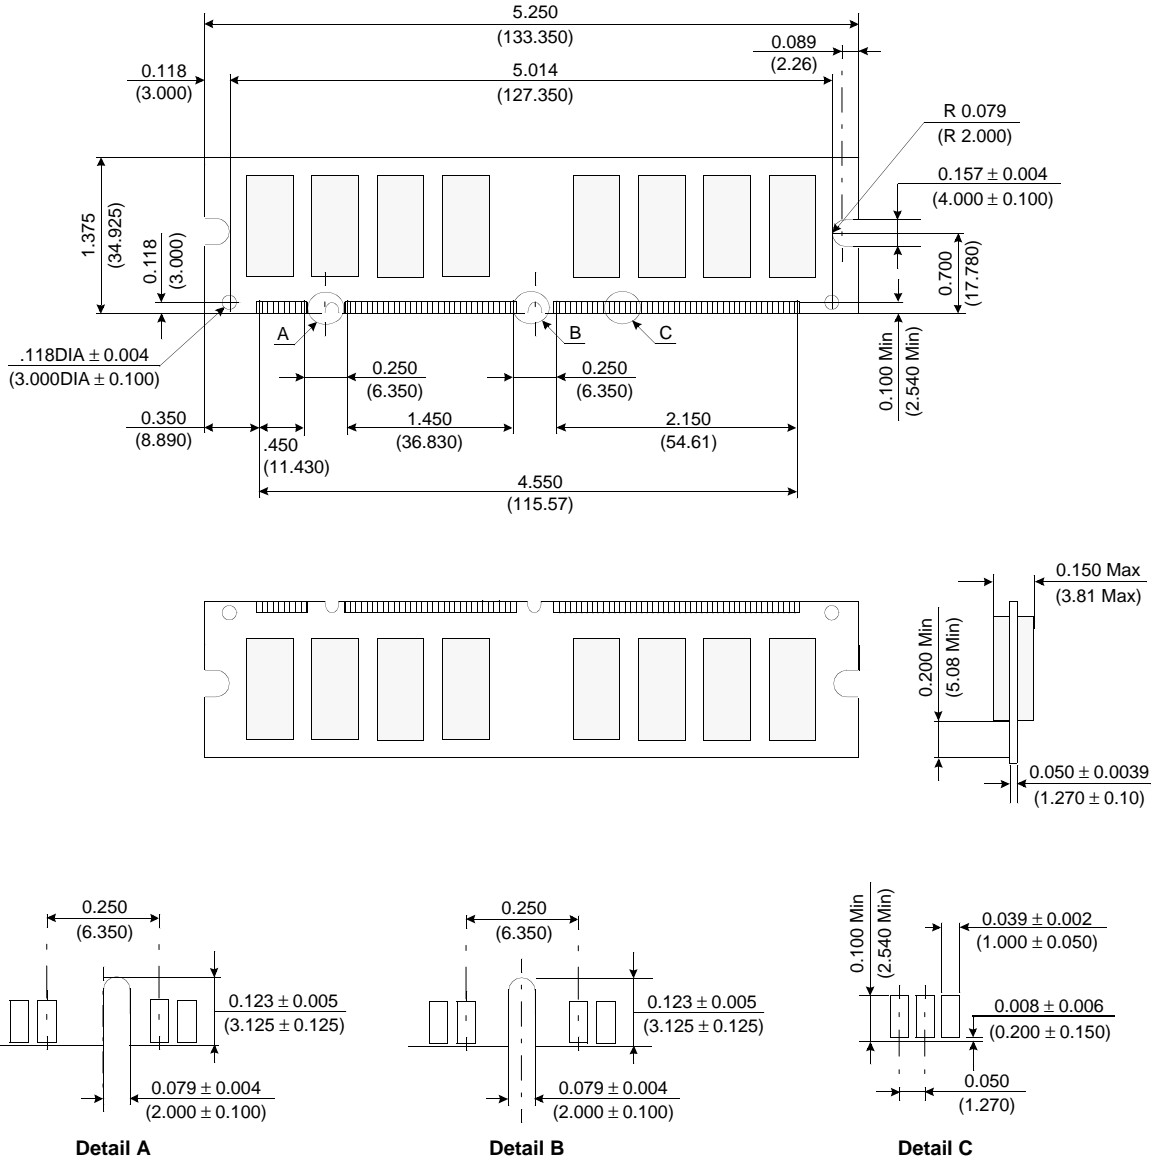 5.250
(133.350)
0.089
(2.26)
0.118
(3.000)
5.014
(127.350)
R 0.079
(R 2.000)
0.157 ± 0.004
(4.000 ± 0.100)
1.375
(34.925)
0.118
(3.000)
0.700
(17.780)
A
B
C
.118DIA ± 0.004
(3.000DIA ± 0.100)
0.250
(6.350)
0.250
(6.350)
0.100 Min
(2.540 Min)
0.350
(8.890)
.450
(11.430)
1.450
(36.830)
2.150
(54.61)
4.550
(115.57)
0.150 Max
(3.81 Max)
0.200 Min
(5.08 Min)
0.050 ± 0.0039
(1.270 ± 0.10)
0.250
(6.350)
0.123 ± 0.005
(3.125 ± 0.125)
0.079 ± 0.004
(2.000 ± 0.100)
Detail A
0.250
(6.350)
0.123 ± 0.005
(3.125 ± 0.125)
0.079 ± 0.004
(2.000 ± 0.100)
Detail B
0.100 Min
(2.540 Min)
0.039 ± 0.002
(1.000 ± 0.050)
0.008 ± 0.006
(0.200 ± 0.150)
0.050
(1.270)
Detail C